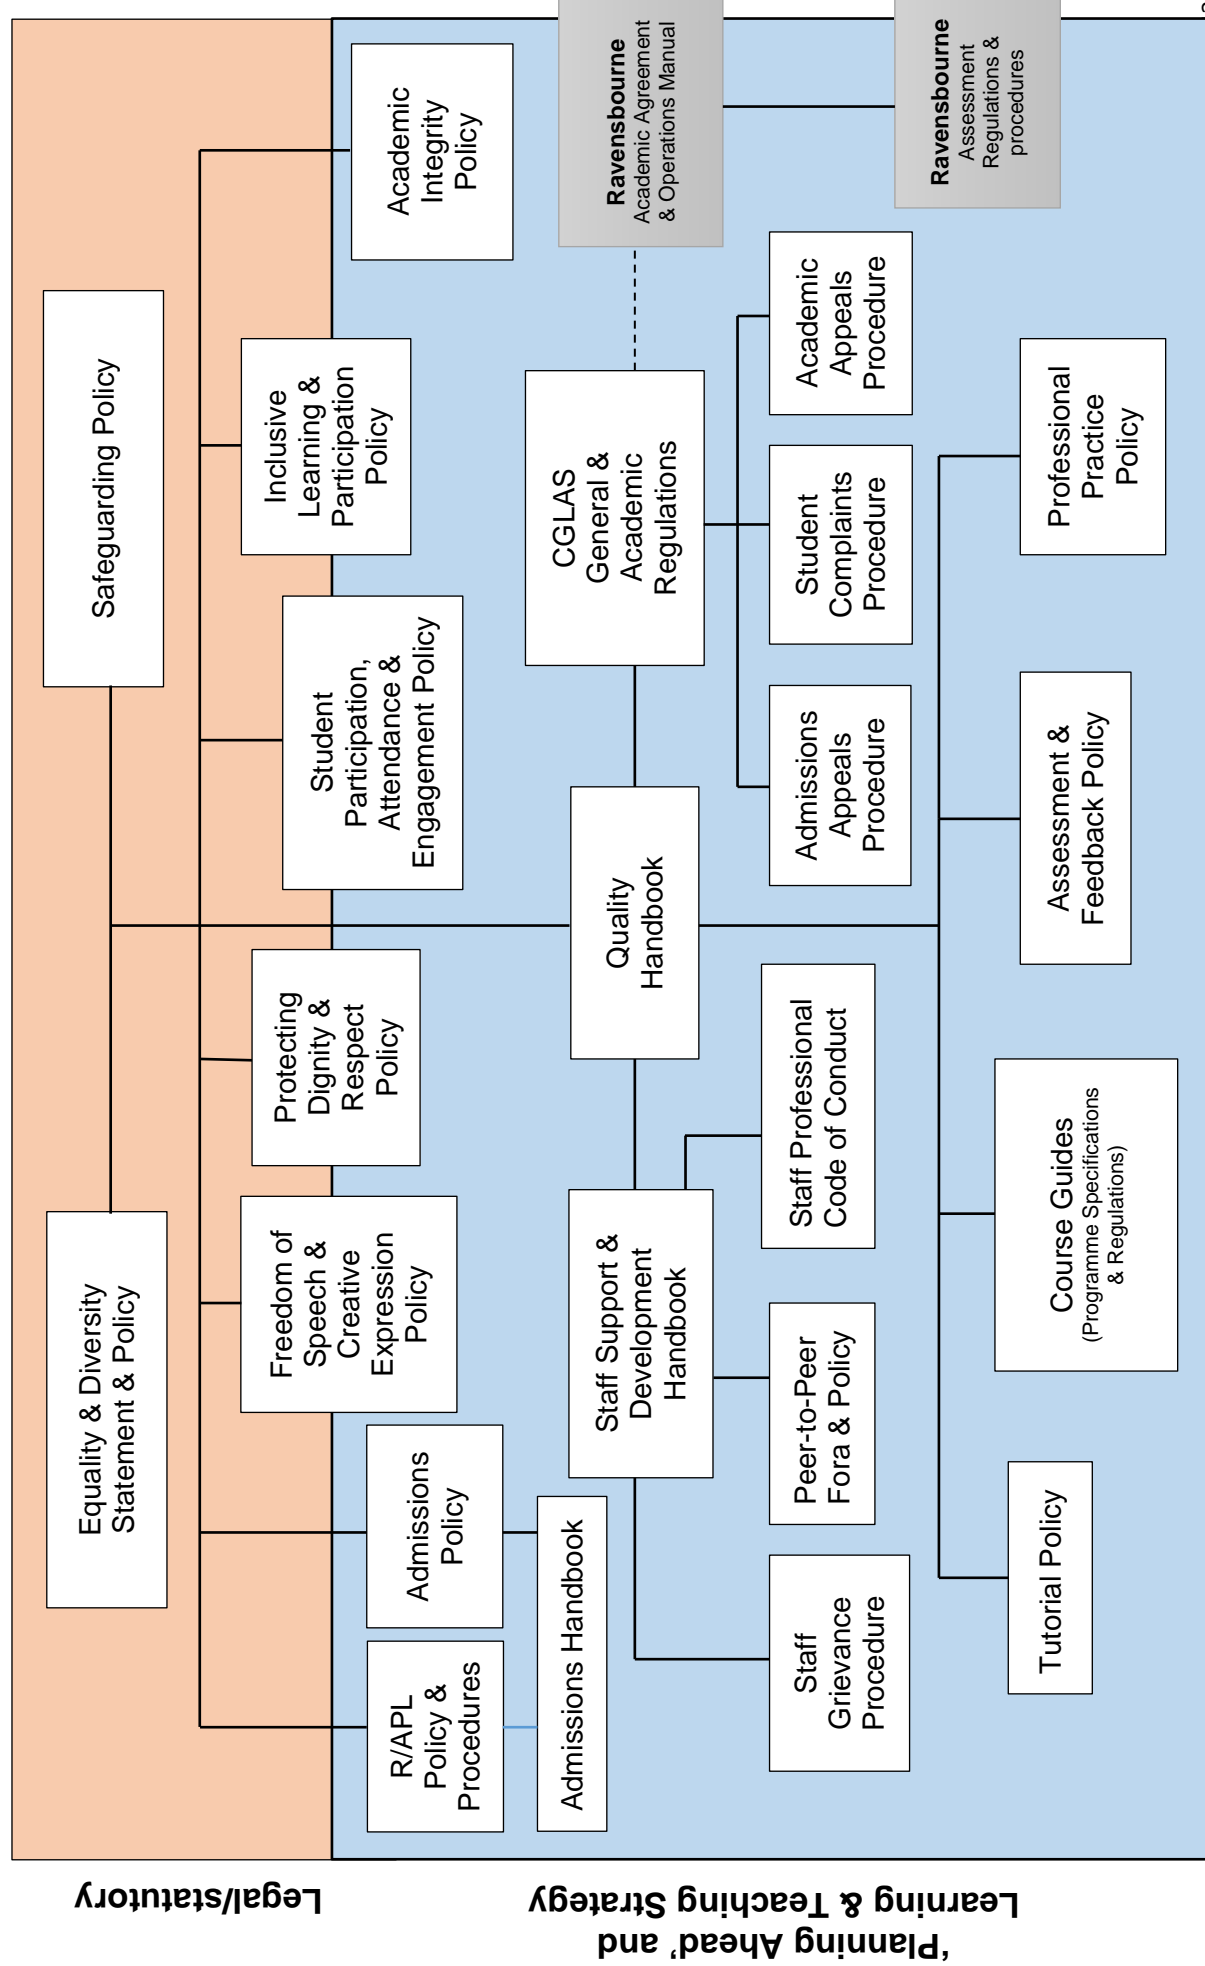 Legal/statutory
Equality & Diversity
Statement & Policy
Safeguarding Policy
R/APL
Policy &
Procedures
Admissions
Policy
Freedom of
Speech &
Creative
Expression
Policy
Protecting
Dignity &
Respect
Policy
Student
Participation,
Attendance &
Engagement Policy
Inclusive
Learning &
Participation
Policy
Academic
Integrity
Policy
‘Planning Ahead’ and
Learning & Teaching Strategy
Admissions Handbook
Staff Support &
Development
Handbook
Quality
Handbook
CGLAS
General &
Academic
Regulations
Ravensbourne
Academic Agreement
& Operations Manual
Staff
Grievance
Procedure
Peer-to-Peer
Fora & Policy
Staff Professional
Code of Conduct
Admissions
Appeals
Procedure
Student
Complaints
Procedure
Academic
Appeals
Procedure
Ravensbourne
Assessment
Regulations &
procedures
Tutorial Policy
Course Guides
(Programme Specifications
& Regulations)
Assessment &
Feedback Policy
Professional
Practice
Policy